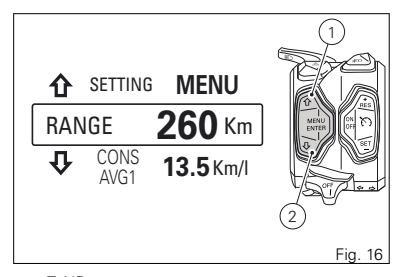 1
SETTING MENU
RANGE 260 Km
CONS AVG1 13.5 Km/l
MENU ENTER
RES
ON OFF
SET
OFF
2
Fig. 16